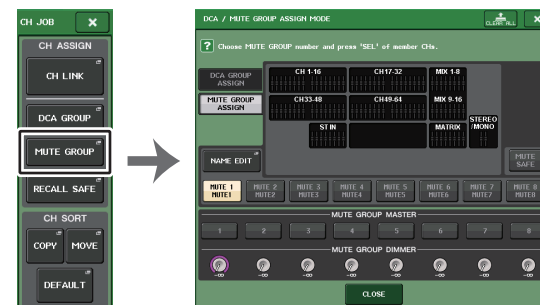 CH JOB
CH ASSIGN
CH LINK
DCA GROUP
MUTE GROUP
RECALL SAFE
CH SORT
COPY MOVE
DEFAULT
DCA / MUTE GROUP ASSIGN MODE
CLEAR ALL
? Choose MUTE GROUP number and press 'SEL' of member CHs.
DCA GROUP
ASSIGN
MUTE GROUP
ASSIGN
NAME EDIT
CH 1-16 CH17-32 MIX 1-8
CH33-48 CH49-64 MIX 9-16
STEREO
/MONO
ST IN MATRIX
MUTE
SAFE
MUTE 1 MUTE 2 MUTE 3 MUTE 4 MUTE 5 MUTE 6 MUTE 7 MUTE 8
MUTE1 MUTE2 MUTE3 MUTE4 MUTE5 MUTE6 MUTE7 MUTE8
MUTE GROUP MASTER
1 2 3 4 5 6 7 8
MUTE GROUP DIMMER
-∞ -∞ -∞ -∞ -∞ -∞ -∞ -∞
CLOSE